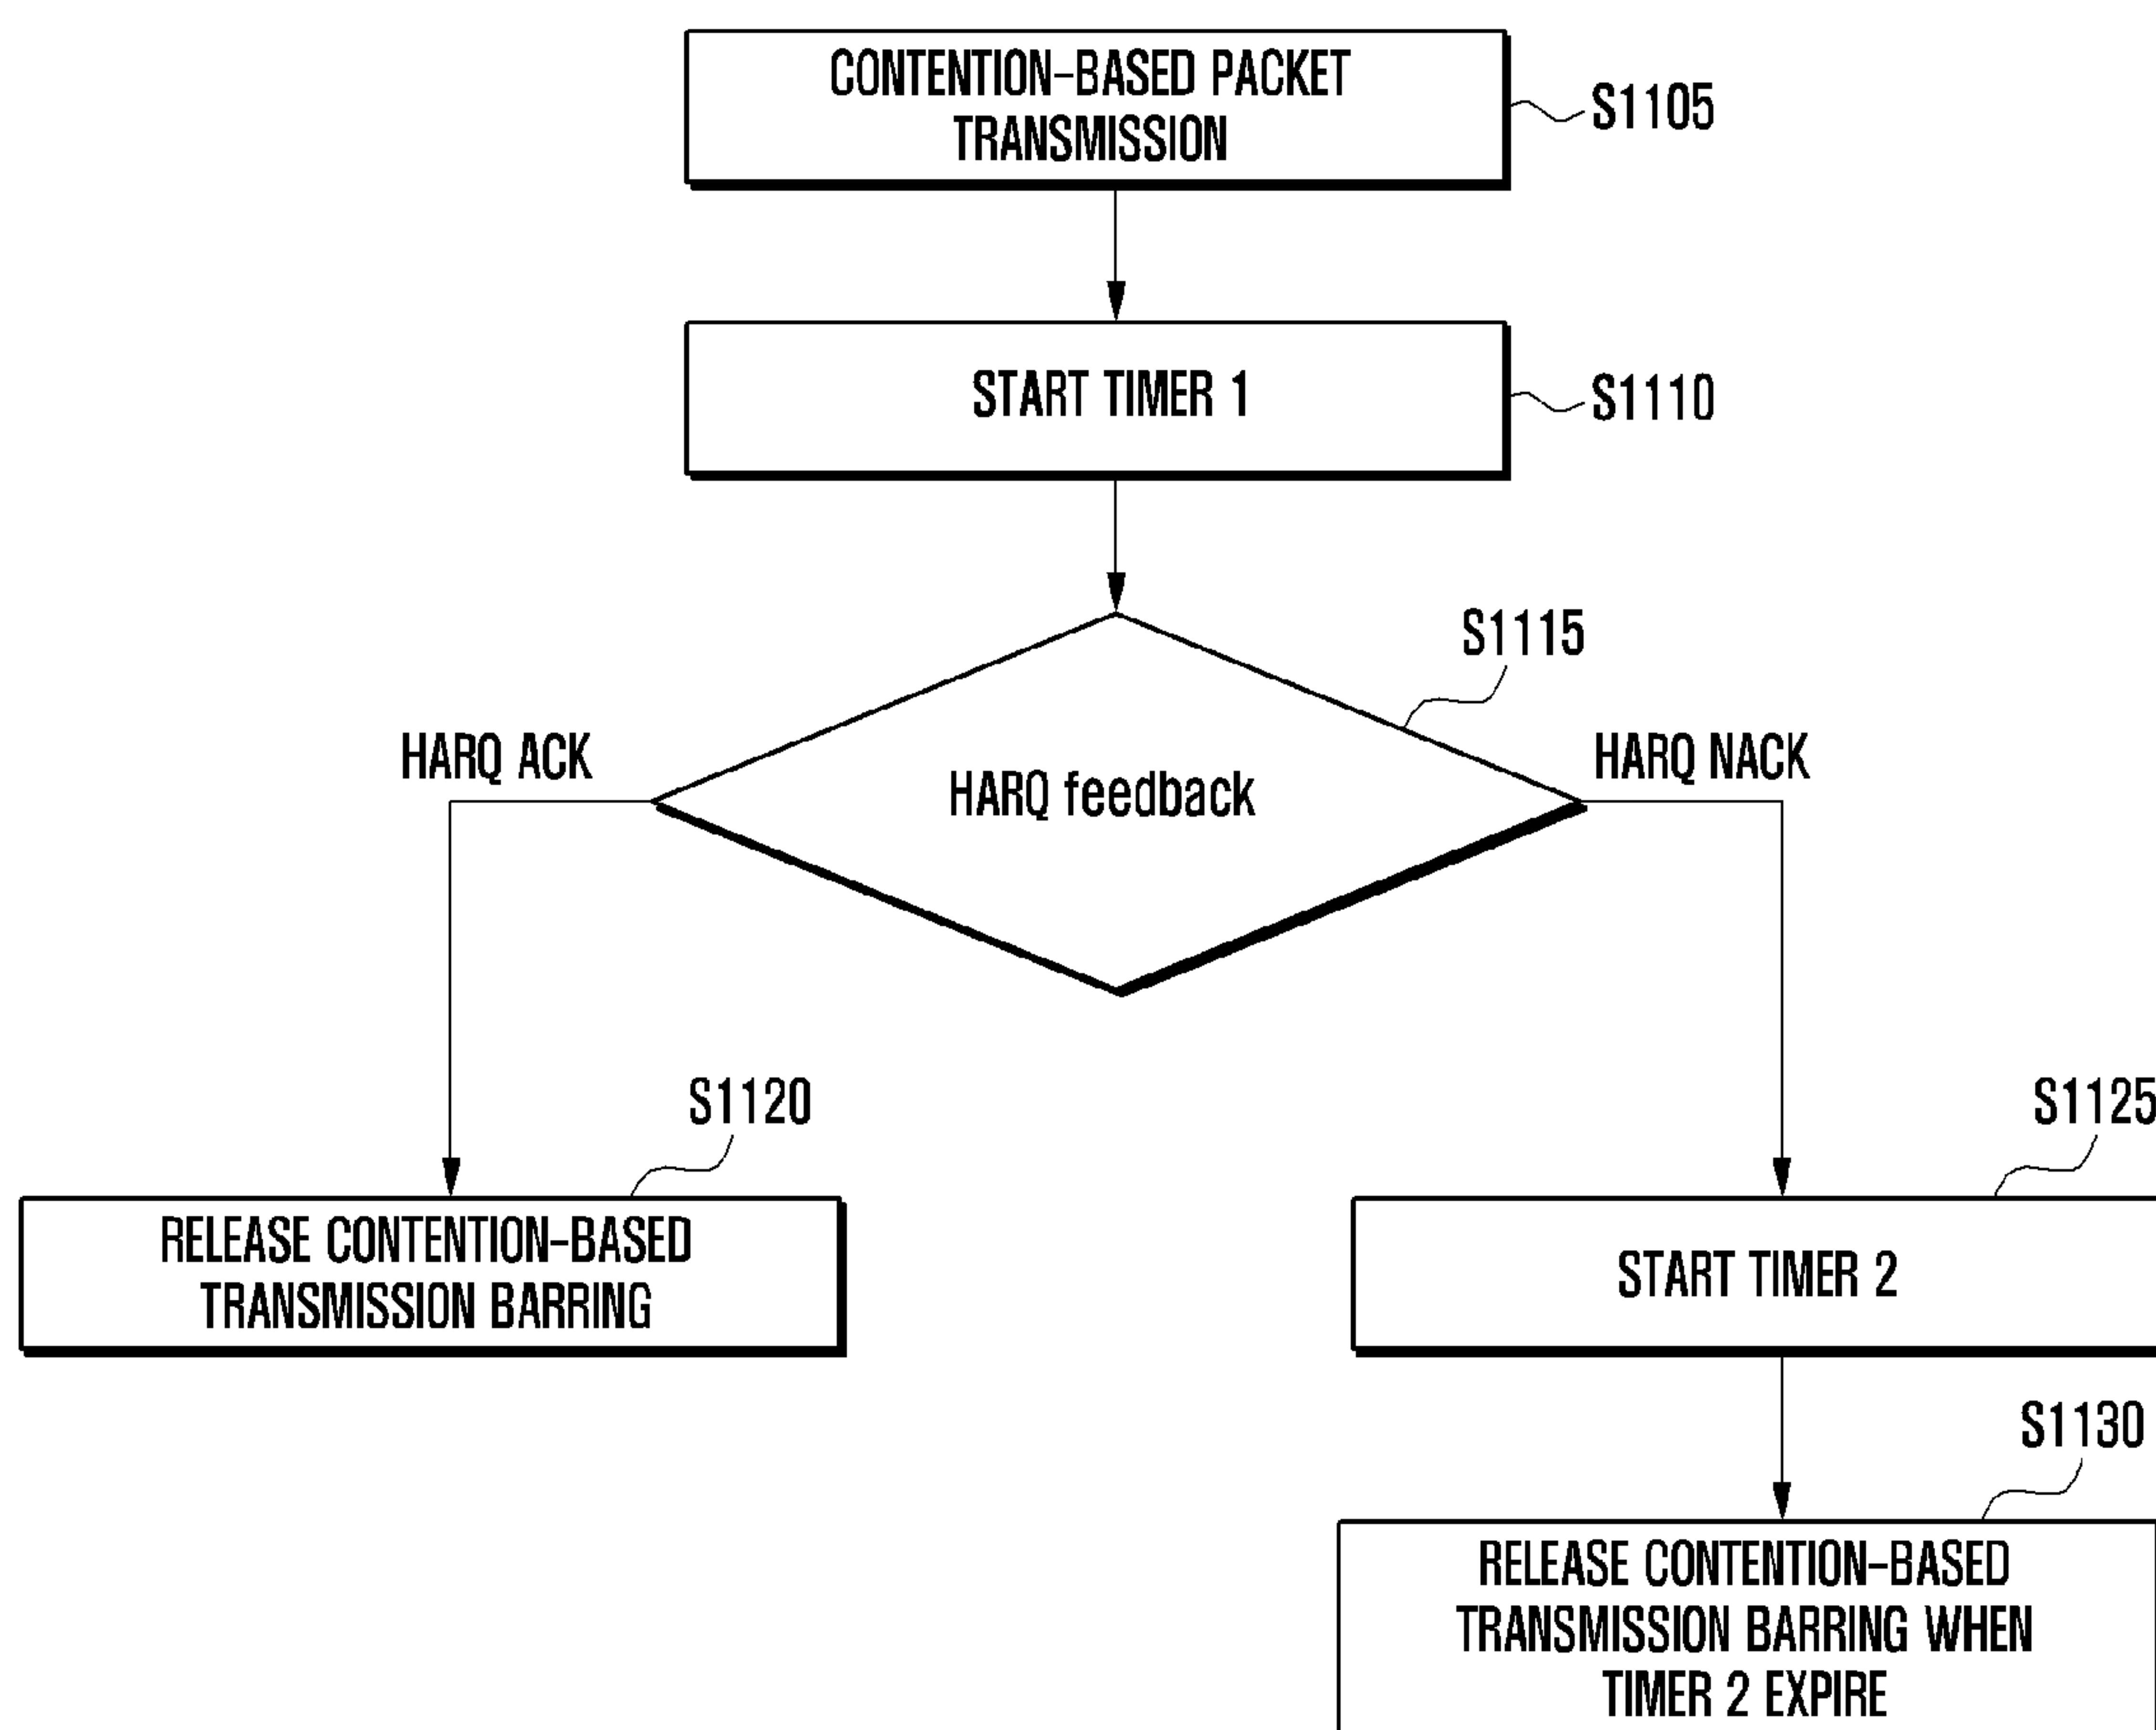 CONTENTION-BASED PACKET
TRANSMISSION
S1105
START TIMER 1
S1110
S1115
HARQ ACK
HARQ feedback
HARQ NACK
S1120
S1125
RELEASE CONTENTION-BASED
TRANSMISSION BARRING
START TIMER 2
S1130
RELEASE CONTENTION-BASED
TRANSMISSION BARRING WHEN
TIMER 2 EXPIRE